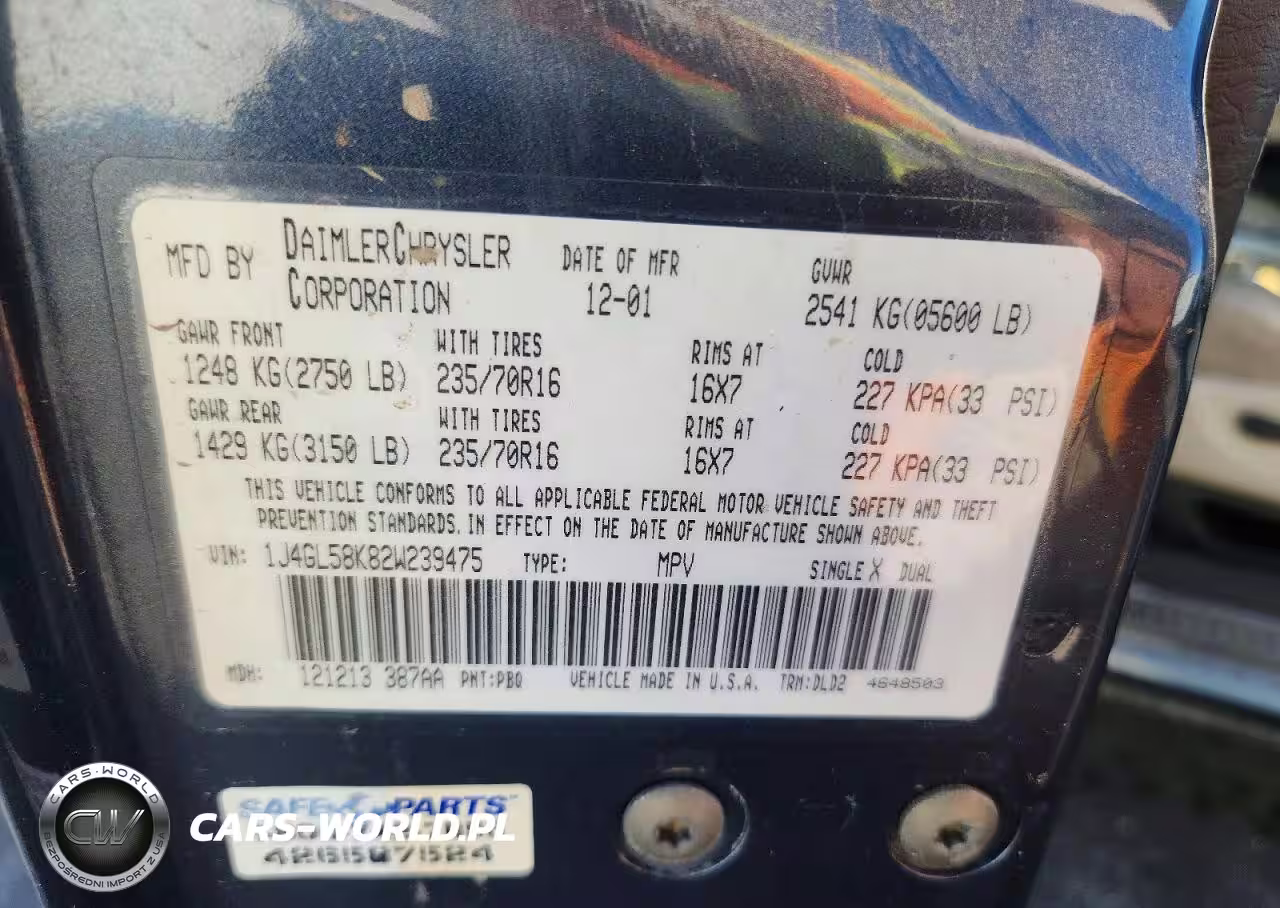 MFD BY DAIMLERCHRYSLER CORPORATION DATE OF MFR 12-01 GVWR 2541 KG(05600 LB)
GAWR FRONT WITH TIRES RIMS AT COLD
1248 KG(2750 LB) 235/70R16 16X7 227 KPA(33 PSI)
GAWR REAR WITH TIRES RIMS AT COLD
1429 KG(3150 LB) 235/70R16 16X7 227 KPA(33 PSI)
THIS VEHICLE CONFORMS TO ALL APPLICABLE FEDERAL MOTOR VEHICLE SAFETY AND THEFT
PREVENTION STANDARDS. IN EFFECT ON THE DATE OF MANUFACTURE SHOWN ABOVE.
VIN: 1J4GL58K82W239475 TYPE: MPV SINGLE X DUAL
MDH: 121213 387AA PNT:PBQ VEHICLE MADE IN U.S.A. TRM:DLD2 4648503
PARTS
CARS-WORLD.PL
CARS-WORLD
CW
BEZPOŚREDNI IMPORT Z USA